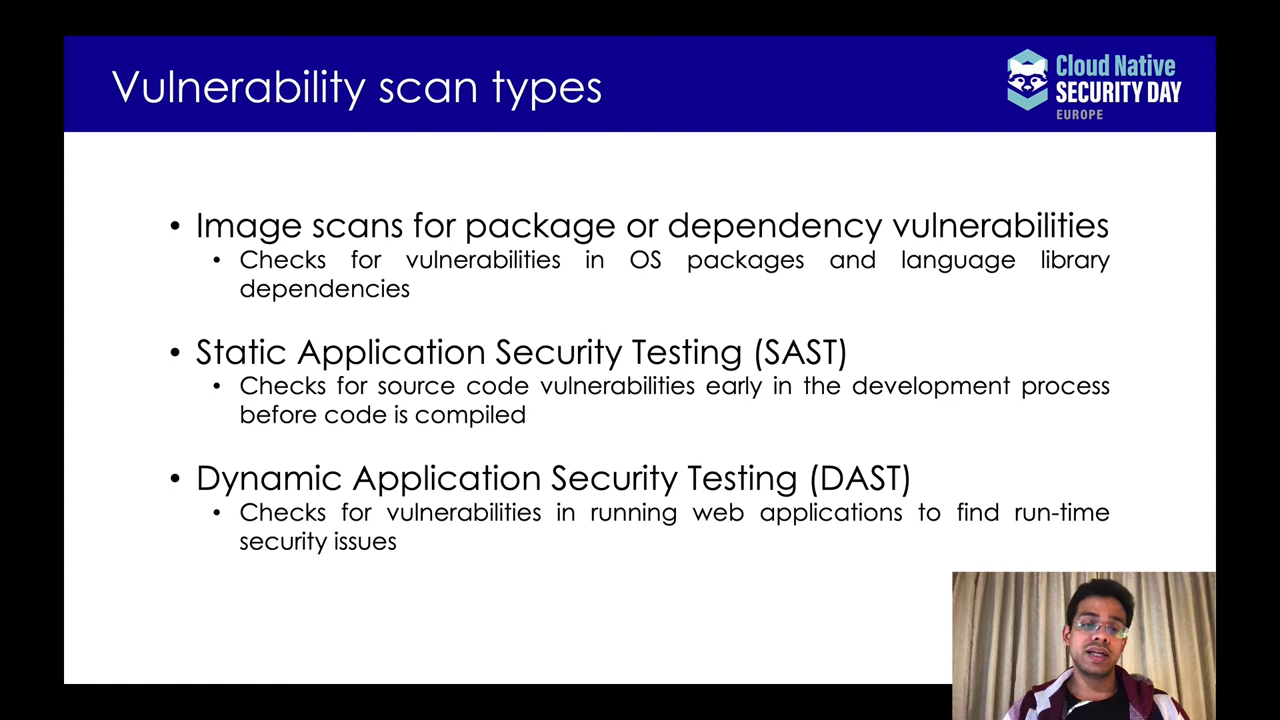 Vulnerability scan types
Cloud Native
SECURITY DAY
EUROPE
• Image scans for package or dependency vulnerabilities
• Checks for vulnerabilities in OS packages and language library
dependencies
• Static Application Security Testing (SAST)
• Checks for source code vulnerabilities early in the development process
before code is compiled
• Dynamic Application Security Testing (DAST)
• Checks for vulnerabilities in running web applications to find run-time
security issues